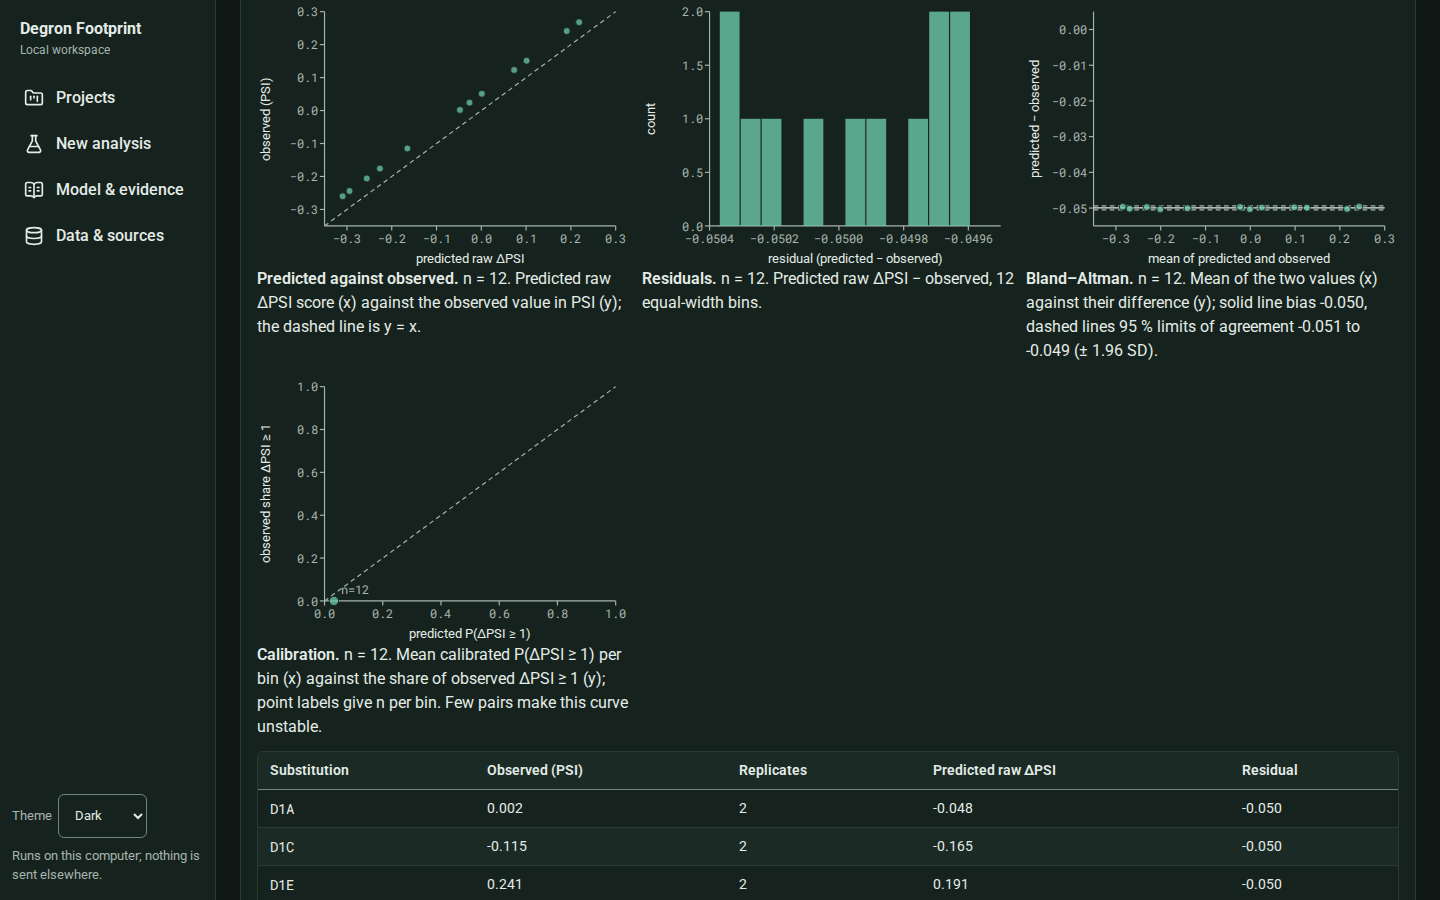 Degron Footprint
Local workspace
Projects
New analysis
Model & evidence
Data & sources
Theme
Dark
Runs on this computer; nothing is
sent elsewhere.
observed (PSI)
0.3
0.2
0.1
0.0
−0.1
−0.2
−0.3
−0.3 −0.2 −0.1 0.0 0.1 0.2 0.3
predicted raw ΔPSI
Predicted against observed. n = 12. Predicted raw
ΔPSI score (x) against the observed value in PSI (y);
the dashed line is y = x.
count
2.0
1.5
1.0
0.5
0.0
−0.0504 −0.0502 −0.0500 −0.0498 −0.0496
residual (predicted − observed)
Residuals. n = 12. Predicted raw ΔPSI − observed, 12
equal-width bins.
predicted − observed
0.00
−0.01
−0.02
−0.03
−0.04
−0.05
−0.3 −0.2 −0.1 0.0 0.1 0.2 0.3
mean of predicted and observed
Bland–Altman. n = 12. Mean of the two values (x)
against their difference (y); solid line bias -0.050,
dashed lines 95 % limits of agreement -0.051 to
-0.049 (± 1.96 SD).
observed share ΔPSI ≥ 1
1.0
0.8
0.6
0.4
0.2
0.0
n=12
0.0 0.2 0.4 0.6 0.8 1.0
predicted P(ΔPSI ≥ 1)
Calibration. n = 12. Mean calibrated P(ΔPSI ≥ 1) per
bin (x) against the share of observed ΔPSI ≥ 1 (y);
point labels give n per bin. Few pairs make this curve
unstable.
Substitution Observed (PSI) Replicates Predicted raw ΔPSI Residual
D1A 0.002 2 -0.048 -0.050
D1C -0.115 2 -0.165 -0.050
D1E 0.241 2 0.191 -0.050